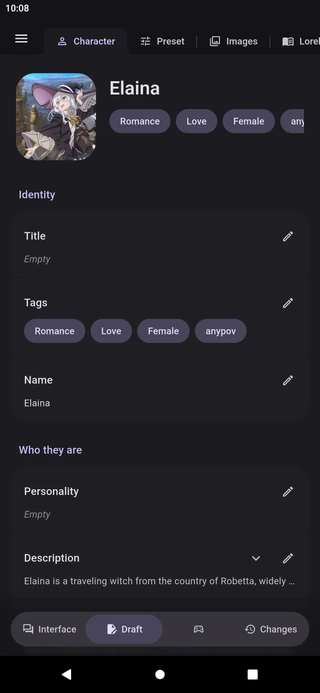 10:08
Character
Preset
Images
Elaina
Romance
Love
Female
Identity
Title
Empty
Tags
Romance
Love
Female
anypov
Name
Elaina
Who they are
Personality
Empty
Description
Elaina is a traveling witch from the country of Robetta, widely ...
Interface
Draft
Changes